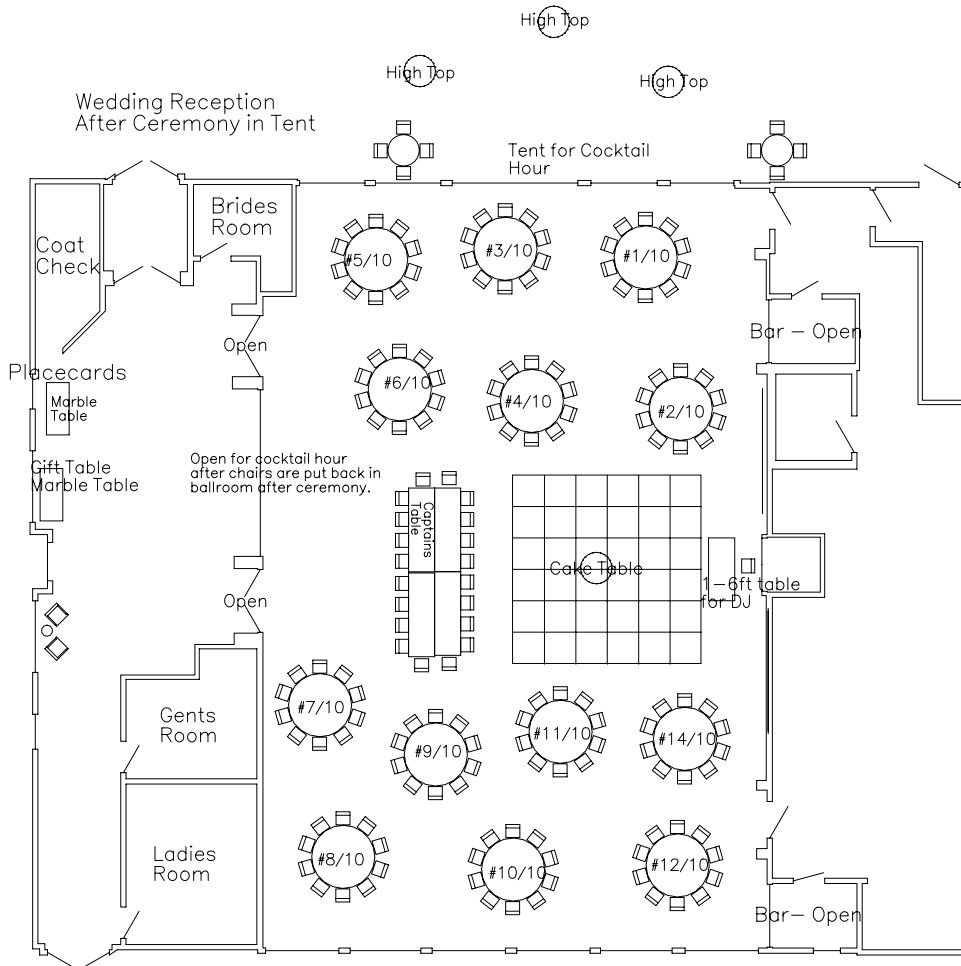 High Top
High Top
High Top
Wedding Reception
After Ceremony in Tent
Tent for Cocktail
Hour
Brides
Room
Coat
Check
#5/10
#3/10
#1/10
Open
Bar - Open
Placecards
Marble
Table
#6/10
#4/10
#2/10
Gift Table
Marble Table
Open for cocktail hour
after chairs are put back in
ballroom after ceremony.
Captains
Table
Cake Table
1-6ft table
for DJ
Open
Gents
Room
#7/10
#9/10
#11/10
#14/10
Ladies
Room
#8/10
#10/10
#12/10
Bar- Open